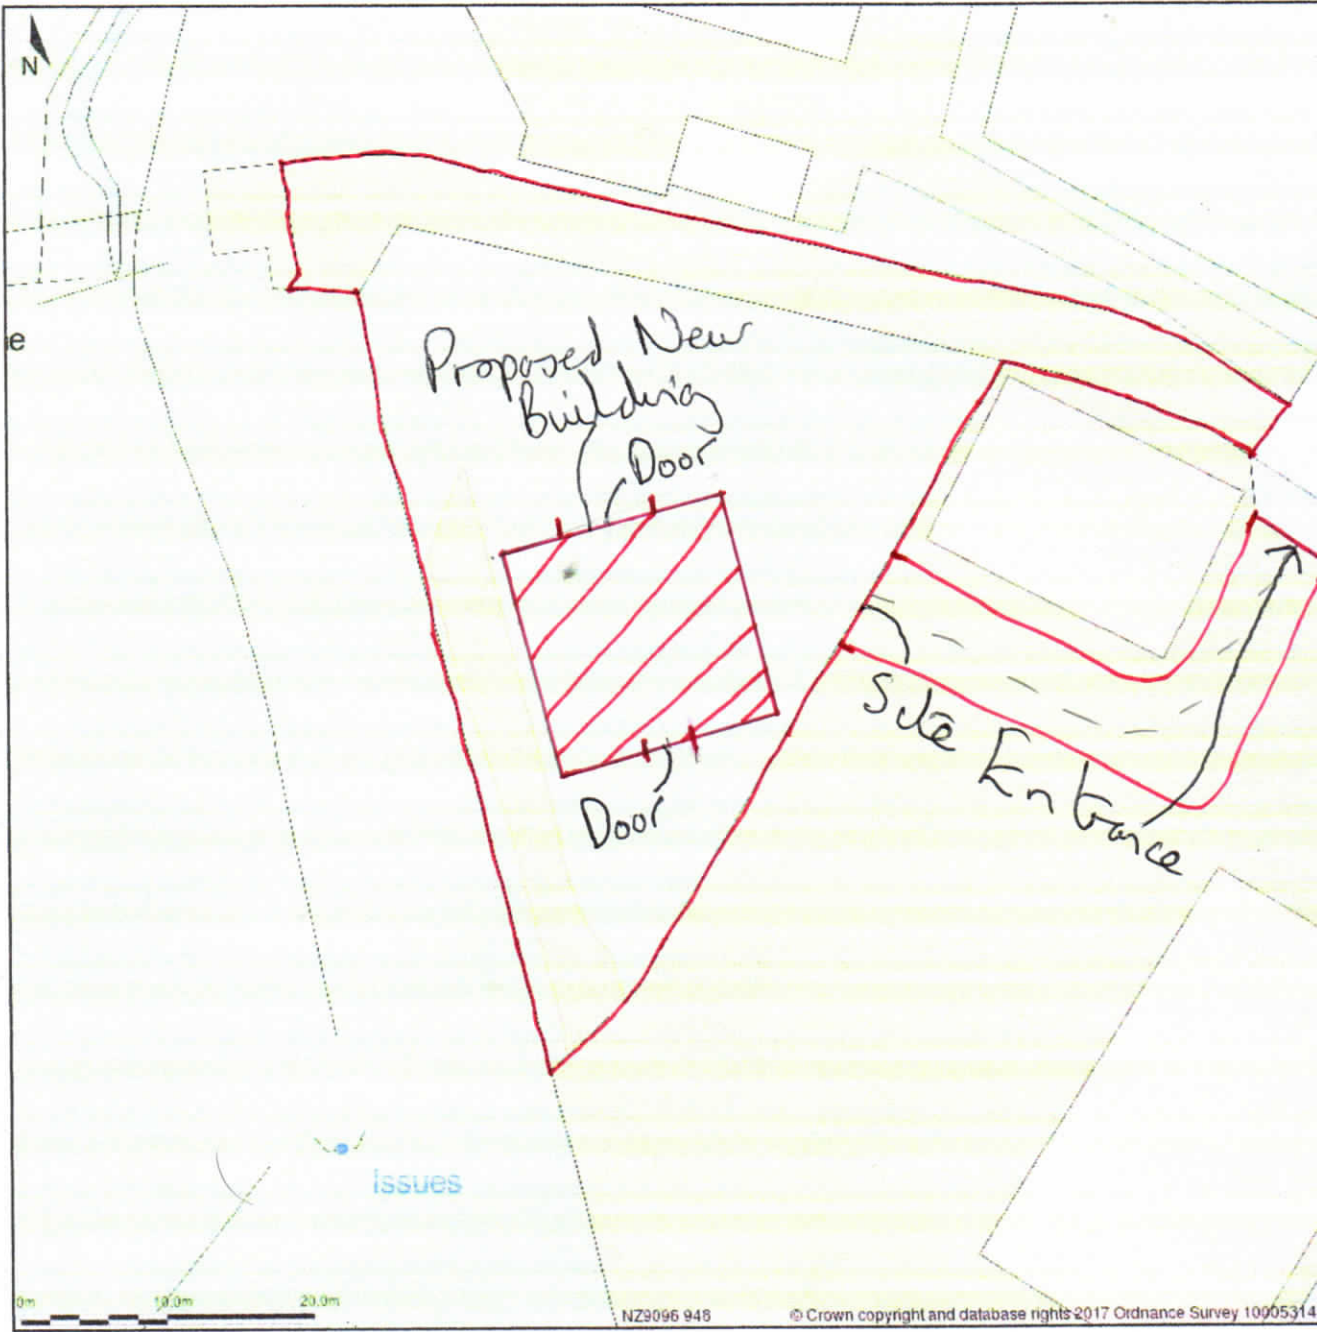 N
e
Proposed New
Building
Door
Site Entrance
Door
issues
0m 10.0m 20.0m
NZ9096 948 © Crown copyright and database rights 2017 Ordnance Survey 10005314